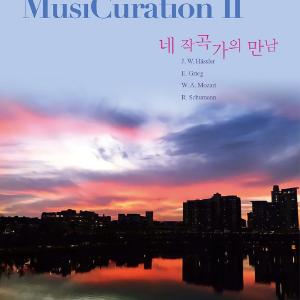 MusiCuration II
네 작곡가의 만남
J. W. Hässler
E. Grieg
W. A. Mozart
R. Schumann